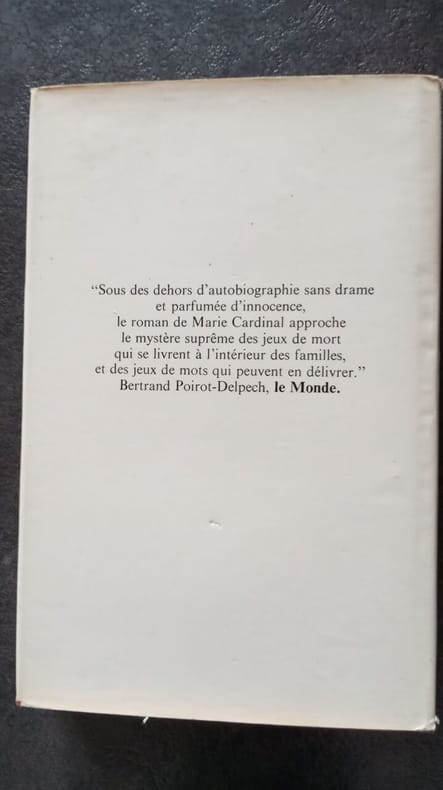 “Sous des dehors d’autobiographie sans drame
et parfumée d’innocence,
le roman de Marie Cardinal approche
le mystère suprême des jeux de mort
qui se livrent à l’intérieur des familles,
et des jeux de mots qui peuvent en délivrer.”
Bertrand Poirot-Delpech, le Monde.